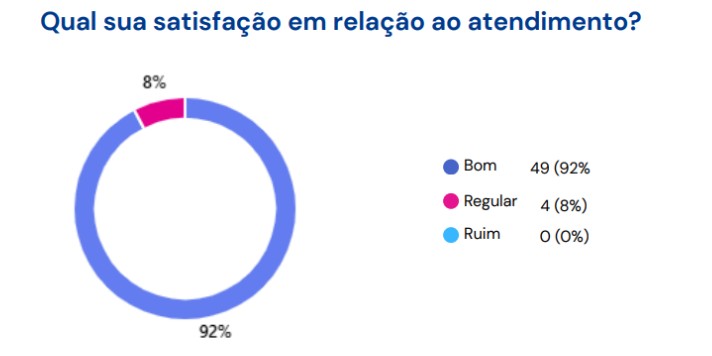 Qual sua satisfação em relação ao atendimento?
8%
Bom 49 (92%
Regular 4 (8%)
Ruim 0 (0%)
92%